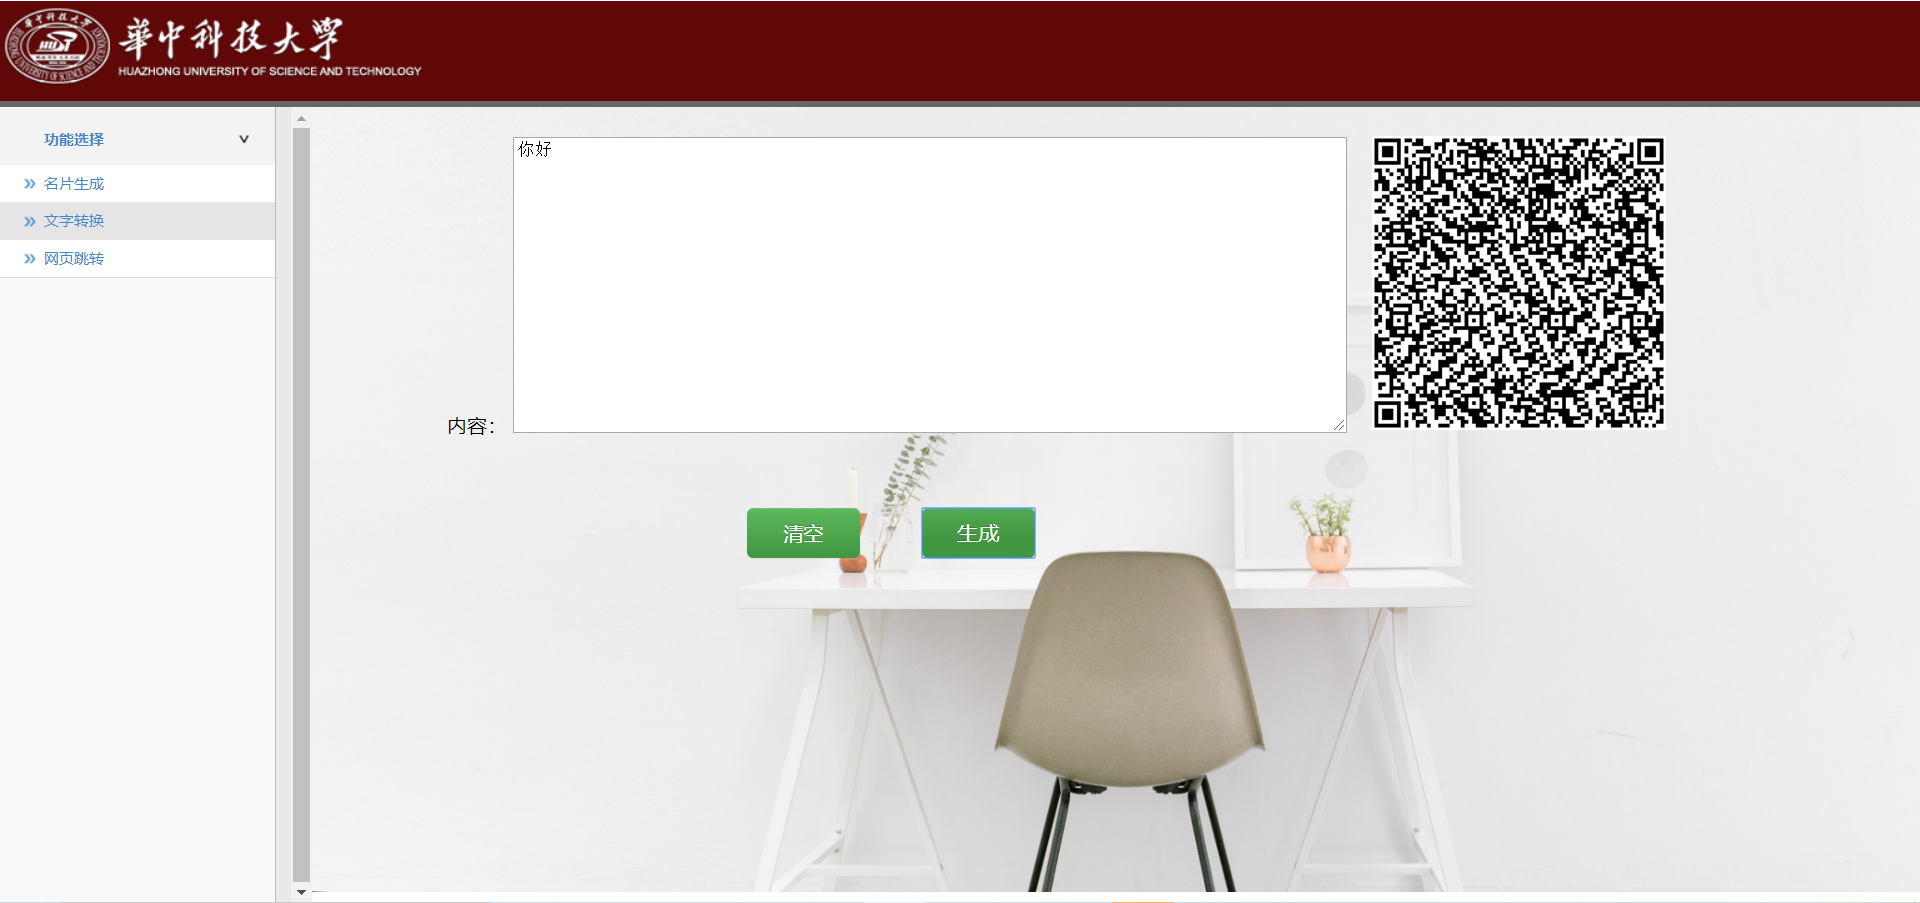 華中科技大學
HUAZHONG UNIVERSITY OF SCIENCE AND TECHNOLOGY
功能选择
名片生成
文字转换
网页跳转
你好
内容：
清空
生成